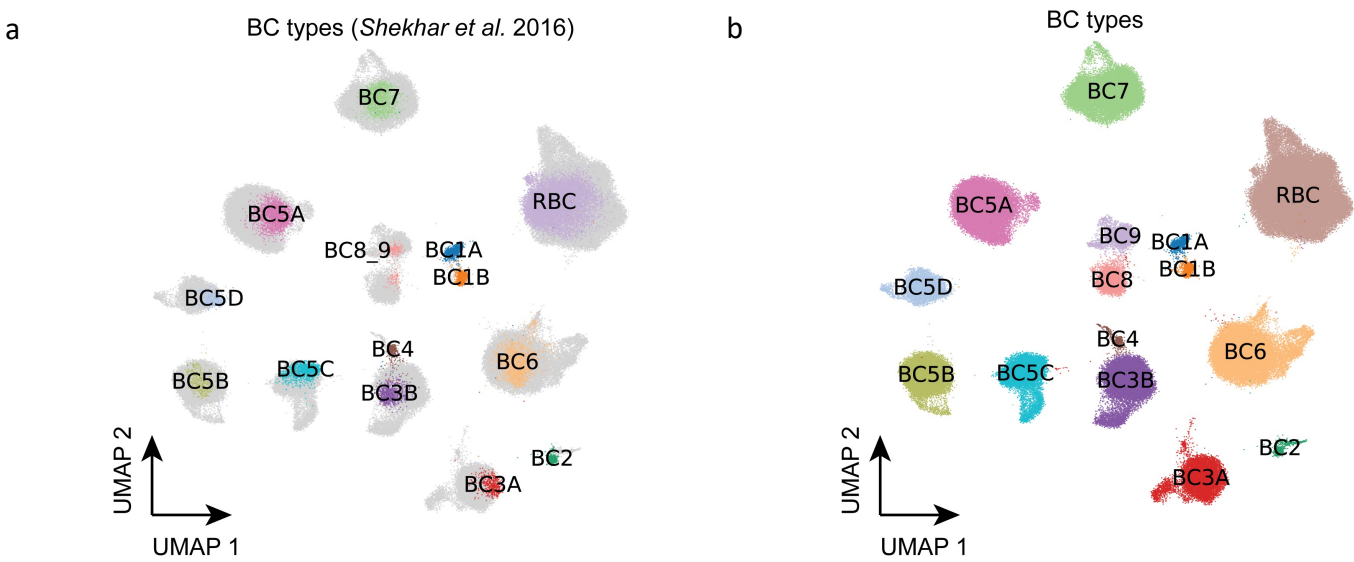 a
BC types (Shekhar et al. 2016)
BC7
RBC
BC5A
BC8_9
BC1A
BC1B
BC5D
BC4
BC6
BC5C
BC5B
BC3B
BC2
BC3A
UMAP 2
UMAP 1
b
BC types
BC7
RBC
BC5A
BC9
BC1A
BC1B
BC8
BC5D
BC4
BC6
BC5B
BC5C
BC3B
BC2
BC3A
UMAP 2
UMAP 1